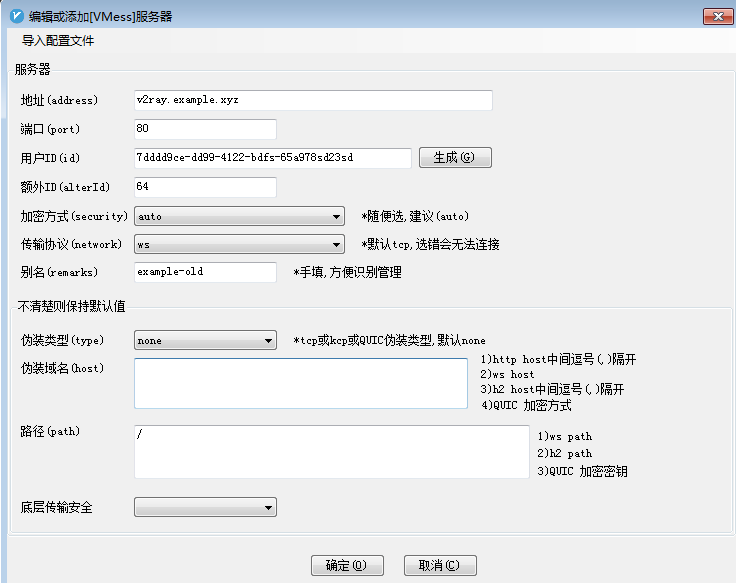 编辑或添加[VMess]服务器
导入配置文件
服务器
地址(address) v2ray.example.xyz
端口(port) 80
用户ID(id) 7dddd9ce-dd99-4122-bdfs-65a978sd23sd 生成(G)
额外ID(alterId) 64
加密方式(security) auto *随便选,建议(auto)
传输协议(network) ws *默认tcp,选错会无法连接
别名(remarks) example-old *手填,方便识别管理
不清楚则保持默认值
伪装类型(type) none *tcp或kcp或QUIC伪装类型,默认none
伪装域名(host)
1)http host中间逗号(,)隔开
2)ws host
3)h2 host中间逗号(,)隔开
4)QUIC 加密方式
路径(path) /
1)ws path
2)h2 path
3)QUIC 加密密钥
底层传输安全
确定(O) 取消(C)